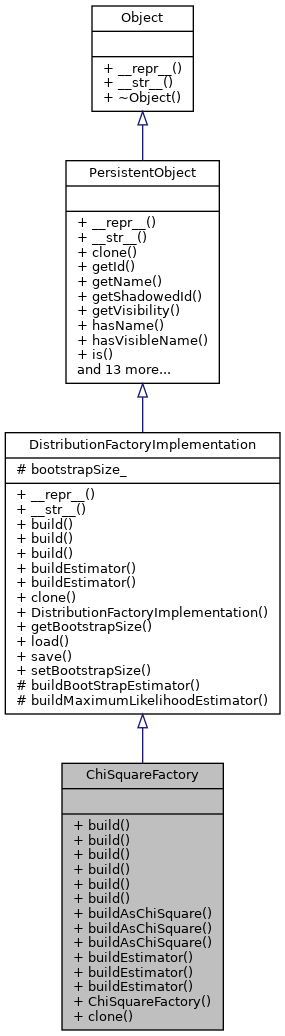 Object
+ __repr__()
+ __str__()
+ ~Object()
PersistentObject
+ __repr__()
+ __str__()
+ clone()
+ getId()
+ getName()
+ getShadowedId()
+ getVisibility()
+ hasName()
+ hasVisibleName()
+ is()
and 13 more...
DistributionFactoryImplementation
# bootstrapSize_
+ __repr__()
+ __str__()
+ build()
+ build()
+ build()
+ buildEstimator()
+ buildEstimator()
+ clone()
+ DistributionFactoryImplementation()
+ getBootstrapSize()
+ load()
+ save()
+ setBootstrapSize()
# buildBootStrapEstimator()
# buildMaximumLikelihoodEstimator()
ChiSquareFactory
+ build()
+ build()
+ build()
+ build()
+ build()
+ build()
+ buildAsChiSquare()
+ buildAsChiSquare()
+ buildAsChiSquare()
+ buildEstimator()
+ buildEstimator()
+ buildEstimator()
+ ChiSquareFactory()
+ clone()